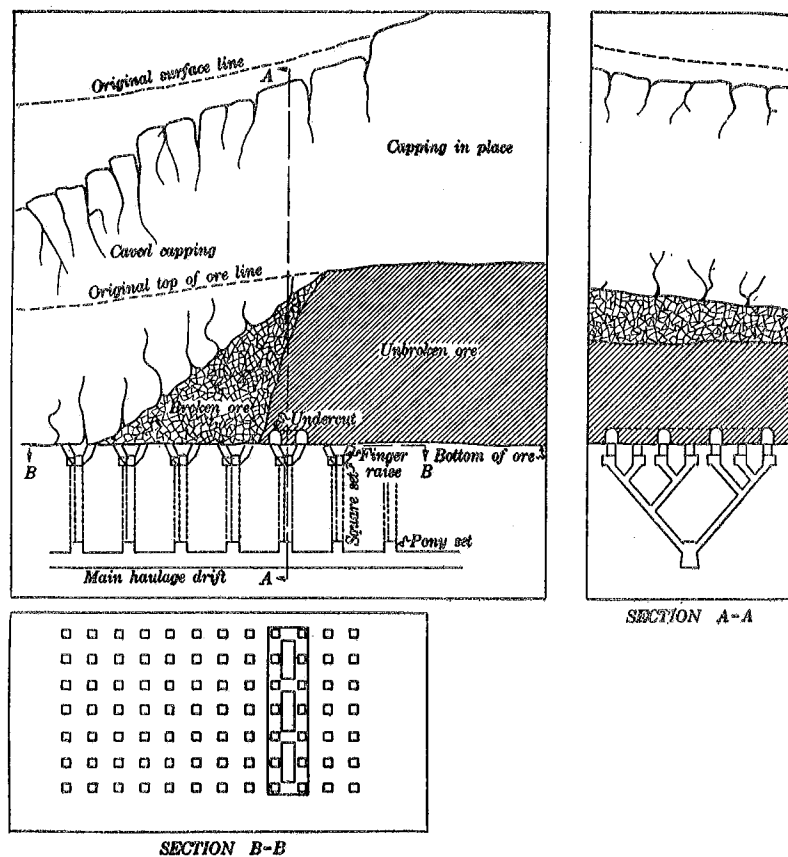 Original surface line
A
Capping in place
Caved capping
Original top of ore line
Unbroken ore
Broken ore
Undercut
B
Finger
raise
B
Bottom of ore
Square set
Pony set
Main haulage drift
A
SECTION A-A
SECTION B-B